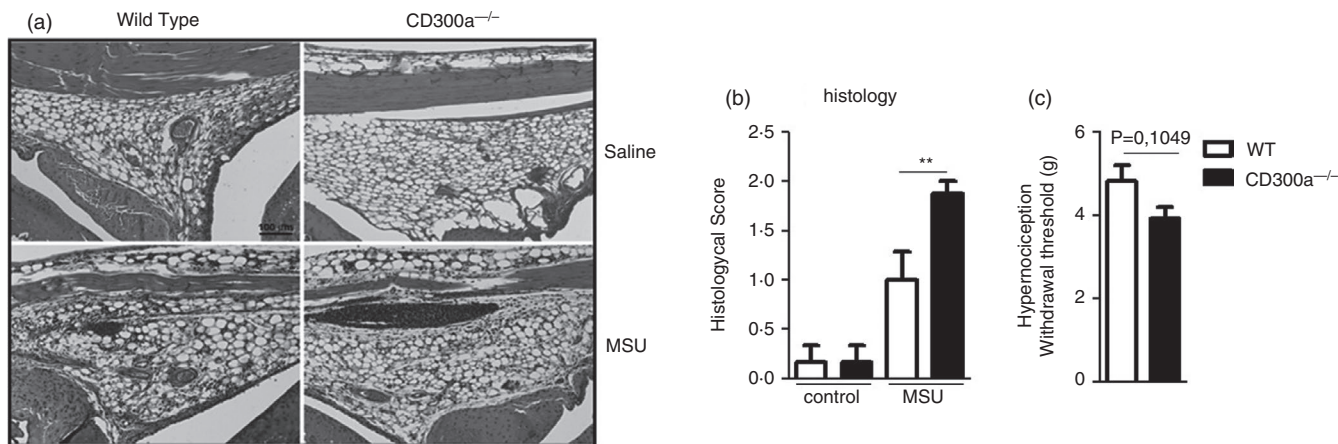 (a)
Wild Type
CD300a—/–
Saline
100 µm
MSU
(b)
histology
Histologycal Score
2·5
2·0
1·5
1·0
0·5
0·0
**
control
MSU
(c)
Hypernociception
Withdrawal threshold (g)
6
4
2
0
P=0,1049
WT
CD300a—/–